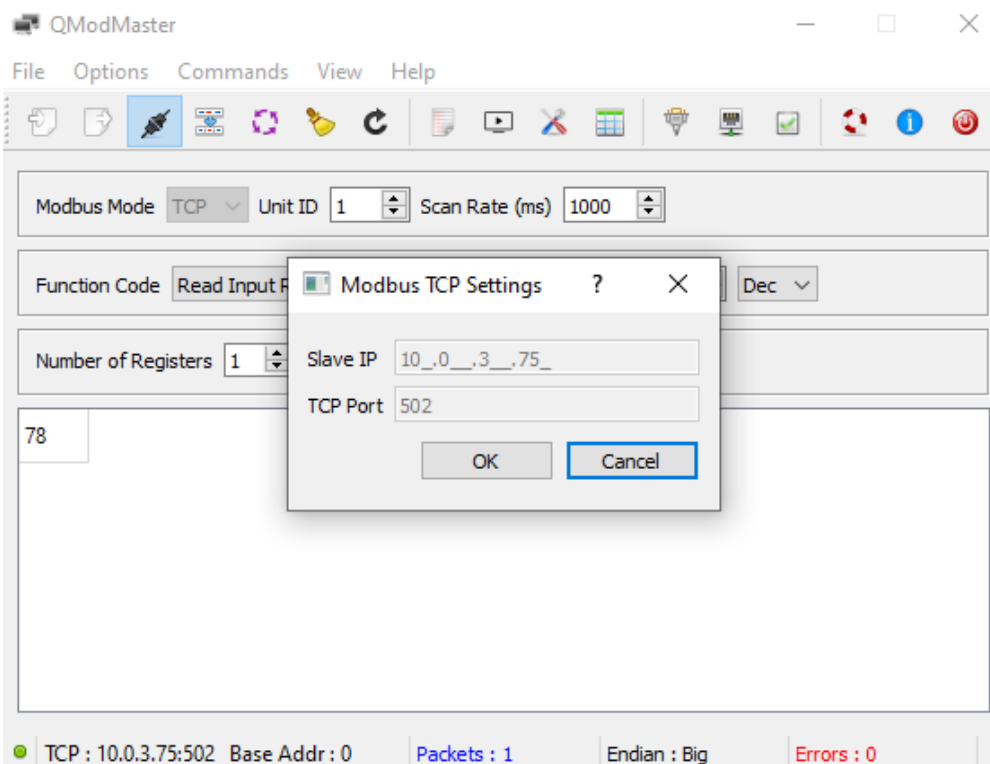 QModMaster
File Options Commands View Help
Modbus Mode TCP Unit ID 1 Scan Rate (ms) 1000
Function Code Read Input R Dec
Modbus TCP Settings ?
Number of Registers 1
Slave IP 10_.0__.3__.75_
TCP Port 502
OK Cancel
78
TCP : 10.0.3.75:502 Base Addr : 0 Packets : 1 Endian : Big Errors : 0